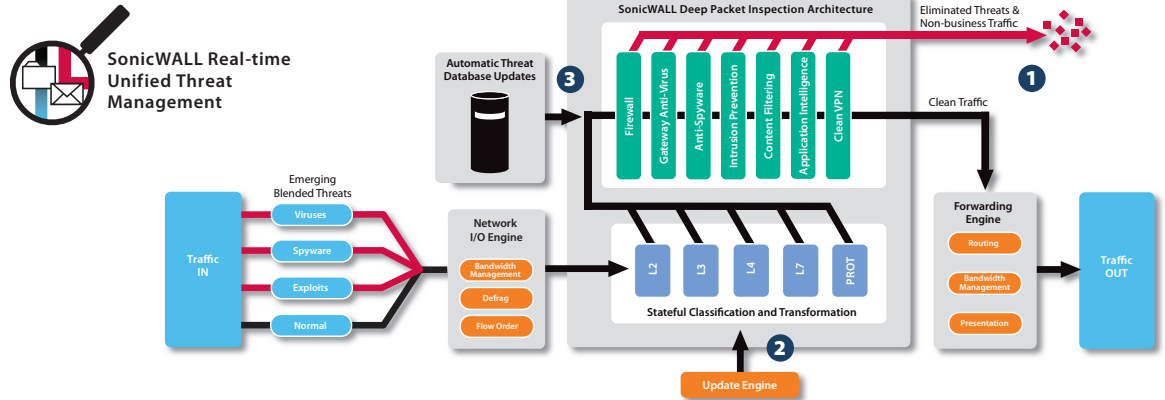 SonicWALL Real-time
Unified Threat
Management
SonicWALL Deep Packet Inspection Architecture
Eliminated Threats &
Non-business Traffic
1
Automatic Threat
Database Updates
3
Firewall
Gateway Anti-Virus
Anti-Spyware
Intrusion Prevention
Content Filtering
Application Intelligence
Clean VPN
Clean Traffic
Emerging
Blended Threats
Traffic
IN
Viruses
Spyware
Exploits
Normal
Network
I/O Engine
Bandwidth
Management
Defrag
Flow Order
L2
L3
L4
L7
PROT
Stateful Classification and Transformation
2
Update Engine
Forwarding
Engine
Routing
Bandwidth
Management
Presentation
Traffic
OUT